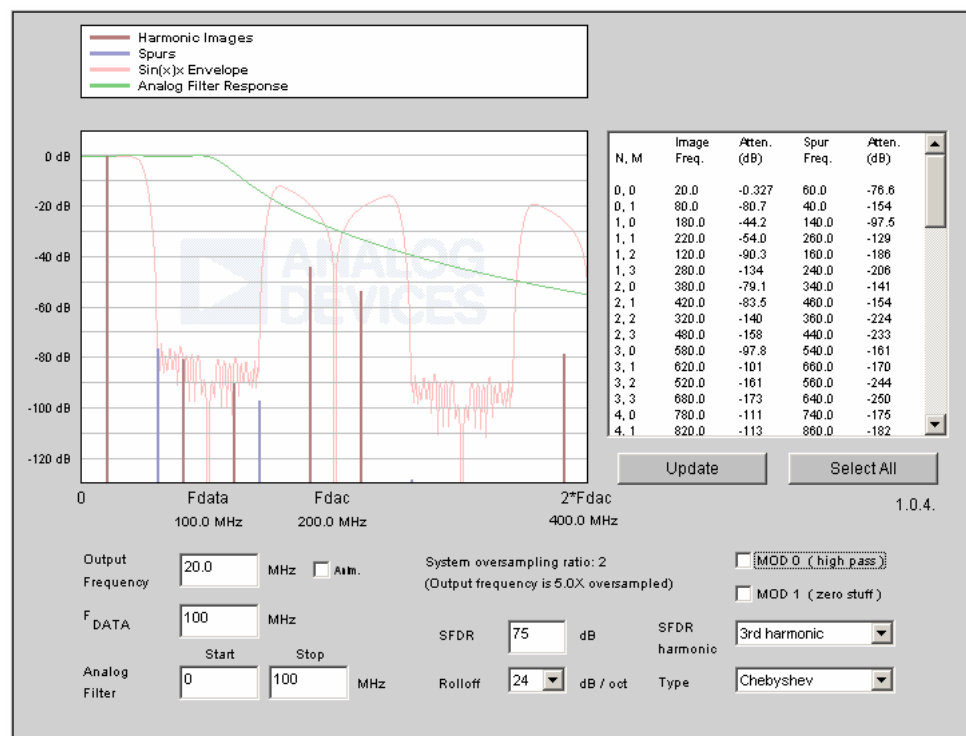 Harmonic Images
Spurs
Sin(x)x Envelope
Analog Filter Response
0 dB
-20 dB
-40 dB
-60 dB
-80 dB
-100 dB
-120 dB
ANALOG
DEVICES
0 Fdata Fdac 2*Fdac
100.0 MHz 200.0 MHz 400.0 MHz
Image Atten. Spur Atten.
N, M Freq. (dB) Freq. (dB)
0, 0 20.0 -0.327 60.0 -76.6
0, 1 80.0 -80.7 40.0 -154
1, 0 180.0 -44.2 140.0 -97.5
1, 1 220.0 -54.0 260.0 -129
1, 2 120.0 -90.3 160.0 -186
1, 3 280.0 -134 240.0 -206
2, 0 380.0 -79.1 340.0 -141
2, 1 420.0 -83.5 460.0 -154
2, 2 320.0 -140 360.0 -224
2, 3 480.0 -158 440.0 -233
3, 0 580.0 -97.8 540.0 -161
3, 1 620.0 -101 660.0 -170
3, 2 520.0 -161 560.0 -244
3, 3 680.0 -173 640.0 -250
4, 0 780.0 -111 740.0 -175
4, 1 820.0 -113 860.0 -182
Update Select All
1.0.4.
Output
Frequency
20.0 MHz Anim.
System oversampling ratio: 2
(Output frequency is 5.0X oversampled)
MOD 0 ( high pass )
MOD 1 ( zero stuff )
F DATA 100 MHz
SFDR 75 dB
SFDR
harmonic
3rd harmonic
Start Stop
Analog
Filter
0 100 MHz
Rolloff 24 dB / oct
Type Chebyshev